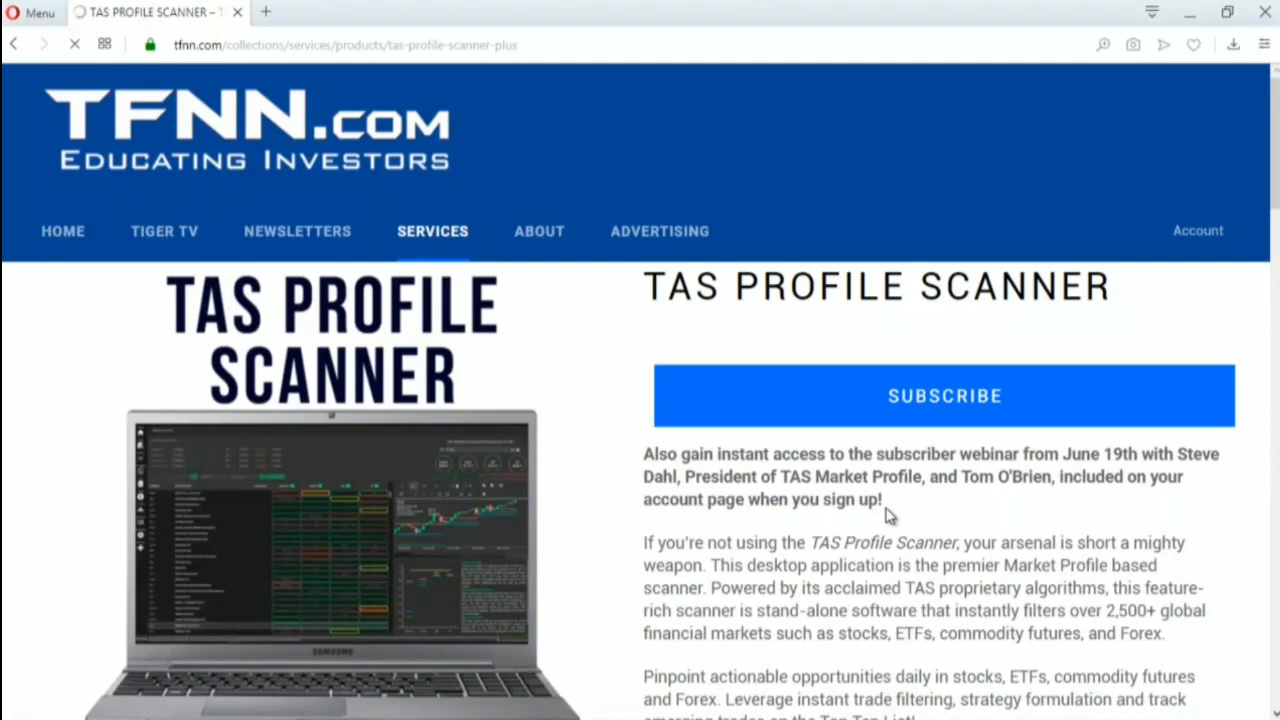 Menu
TAS PROFILE SCANNER – T
tfnn.com/collections/services/products/tas-profile-scanner-plus
TFNN.COM
EDUCATING INVESTORS
HOME
TIGER TV
NEWSLETTERS
SERVICES
ABOUT
ADVERTISING
Account
TAS PROFILE
SCANNER
SAMSUNG
TAS PROFILE SCANNER
SUBSCRIBE
Also gain instant access to the subscriber webinar from June 19th with Steve
Dahl, President of TAS Market Profile, and Tom O'Brien, included on your
account page when you sign up!
If you're not using the TAS Profile Scanner, your arsenal is short a mighty
weapon. This desktop application is the premier Market Profile based
scanner. Powered by its acclaimed TAS proprietary algorithms, this feature-
rich scanner is stand-alone software that instantly filters over 2,500+ global
financial markets such as stocks, ETFs, commodity futures, and Forex.
Pinpoint actionable opportunities daily in stocks, ETFs, commodity futures
and Forex. Leverage instant trade filtering, strategy formulation and track
emerging trades on the Top Ten List!